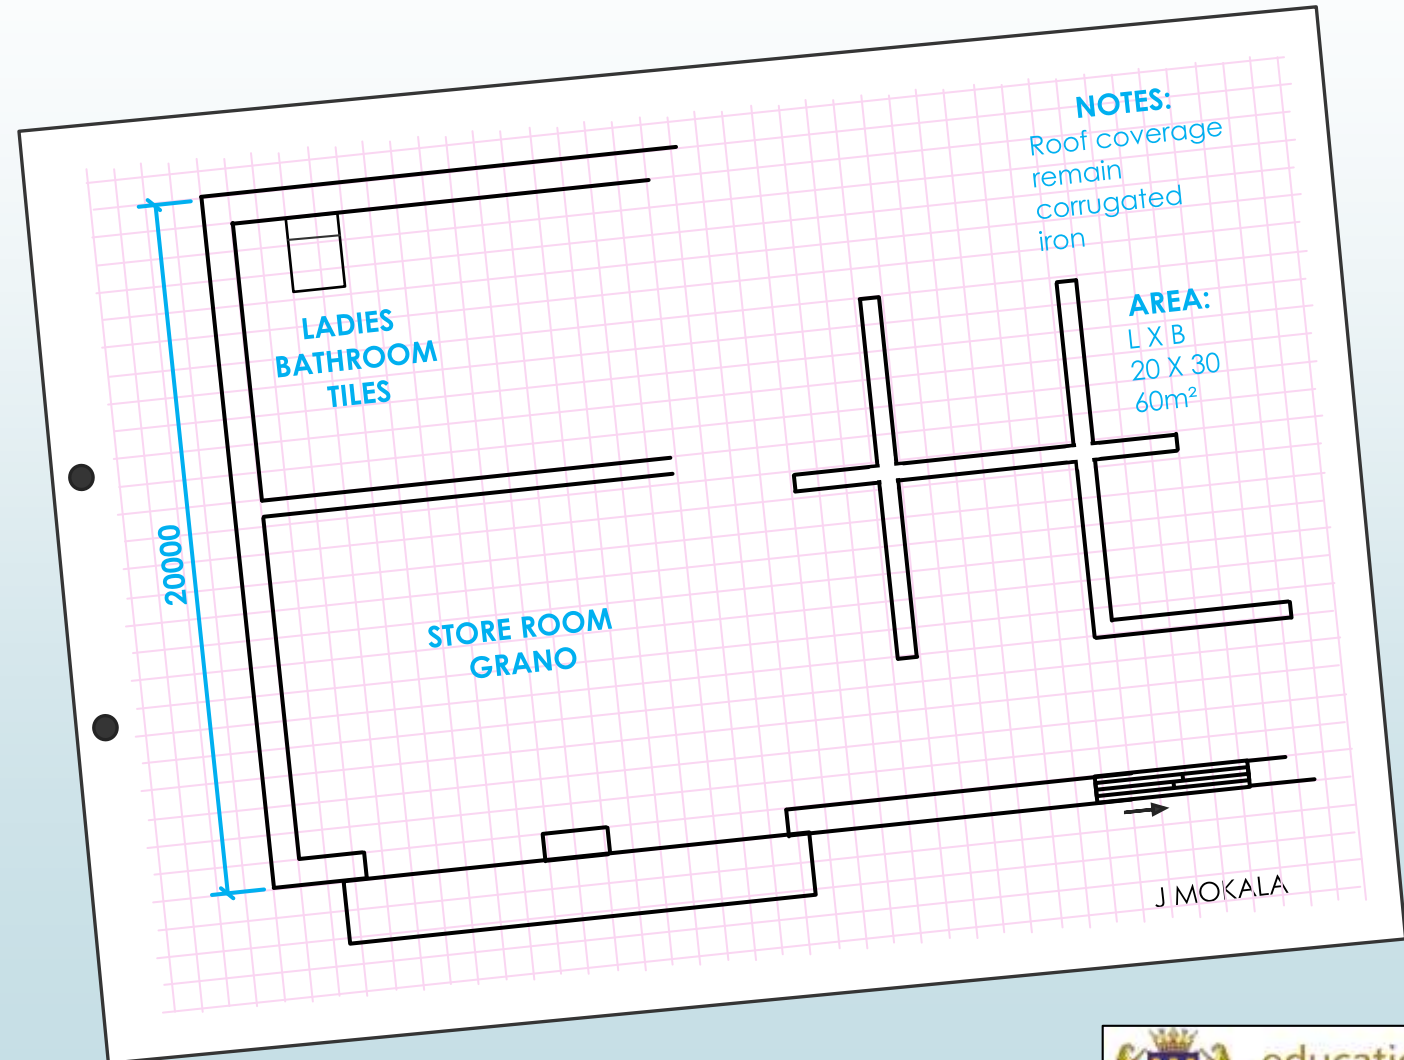 NOTES:
Roof coverage
remain
corrugated
iron
LADIES
BATHROOM
TILES
AREA:
L X B
20 X 30
60m²
20000
STORE ROOM
GRANO
J MOKALA